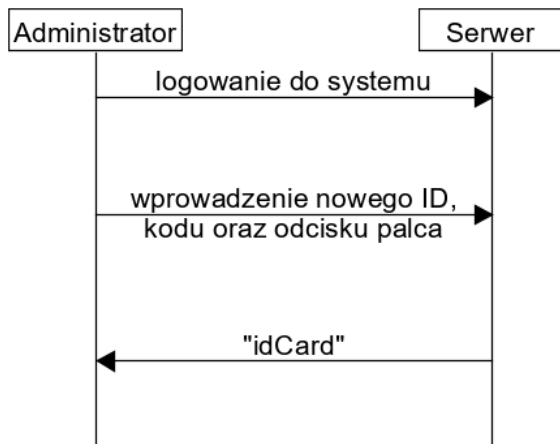 Administrator
Serwer
logowanie do systemu
wprowadzenie nowego ID,
kodu oraz odcisku palca
"idCard"